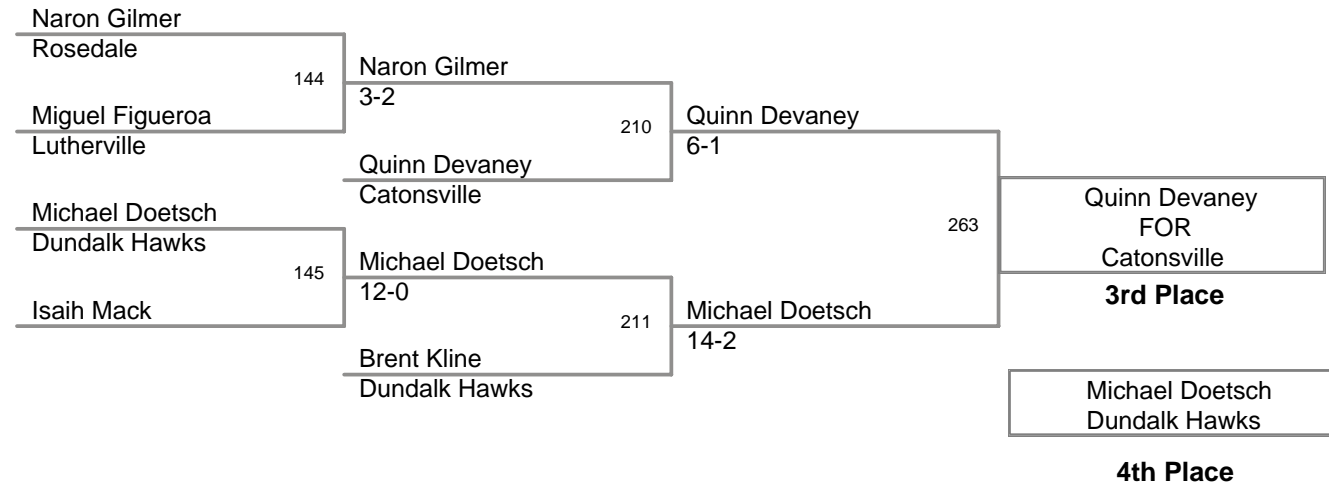 Naron Gilmer
Rosedale
144
Miguel Figueroa
Lutherville
Michael Doetsch
Dundalk Hawks
145
Isaih Mack
Naron Gilmer
3-2
210
Quinn Devaney
Catonsville
Michael Doetsch
12-0
211
Brent Kline
Dundalk Hawks
Quinn Devaney
6-1
263
Michael Doetsch
14-2
Quinn Devaney
FOR
Catonsville
3rd Place
Michael Doetsch
Dundalk Hawks
4th Place